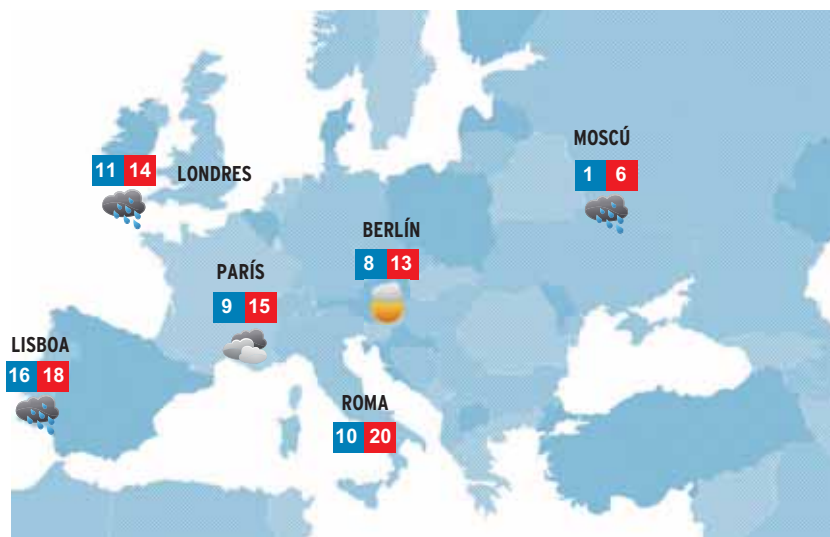 MOSCÚ
1 6
11 14
LONDRES
BERLÍN
8 13
PARÍS
9 15
LISBOA
16 18
ROMA
10 20